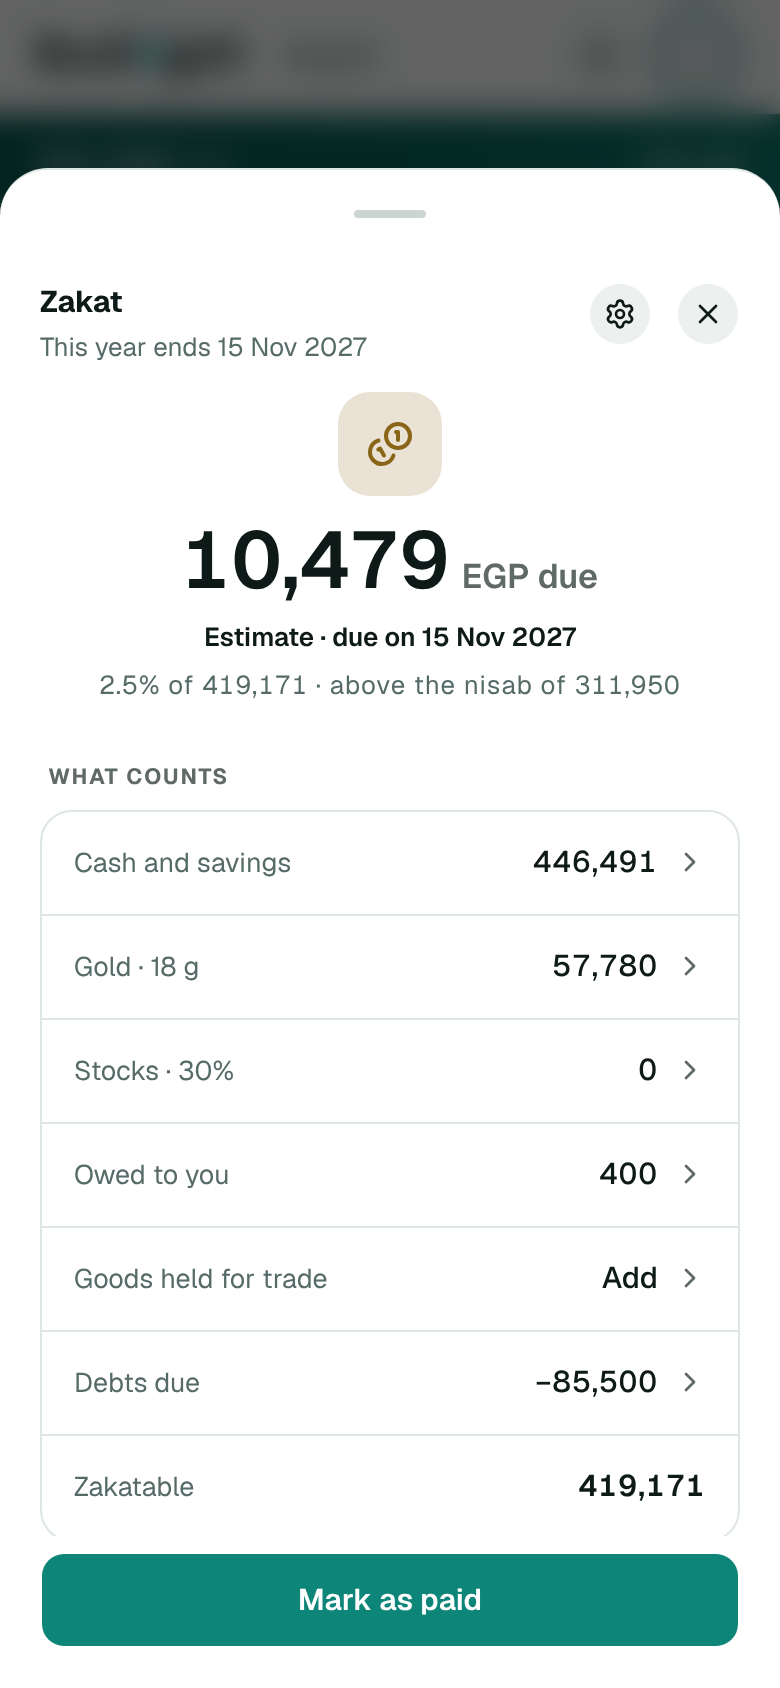 Zakat
This year ends 15 Nov 2027
10,479 EGP due
Estimate · due on 15 Nov 2027
2.5% of 419,171 · above the nisab of 311,950
WHAT COUNTS
Cash and savings 446,491
Gold · 18 g 57,780
Stocks · 30% 0
Owed to you 400
Goods held for trade Add
Debts due −85,500
Zakatable 419,171
Mark as paid